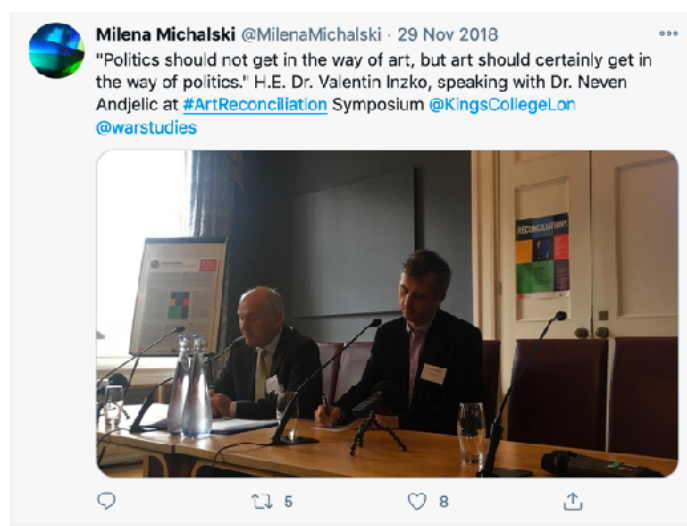 Milena Michalski @MilenaMichalski · 29 Nov 2018
"Politics should not get in the way of art, but art should certainly get in
the way of politics." H.E. Dr. Valentin Inzko, speaking with Dr. Neven
Andjelic at #ArtReconciliation Symposium @KingsCollegeLon
@warstudies
RECONCILIATIONS
5
8